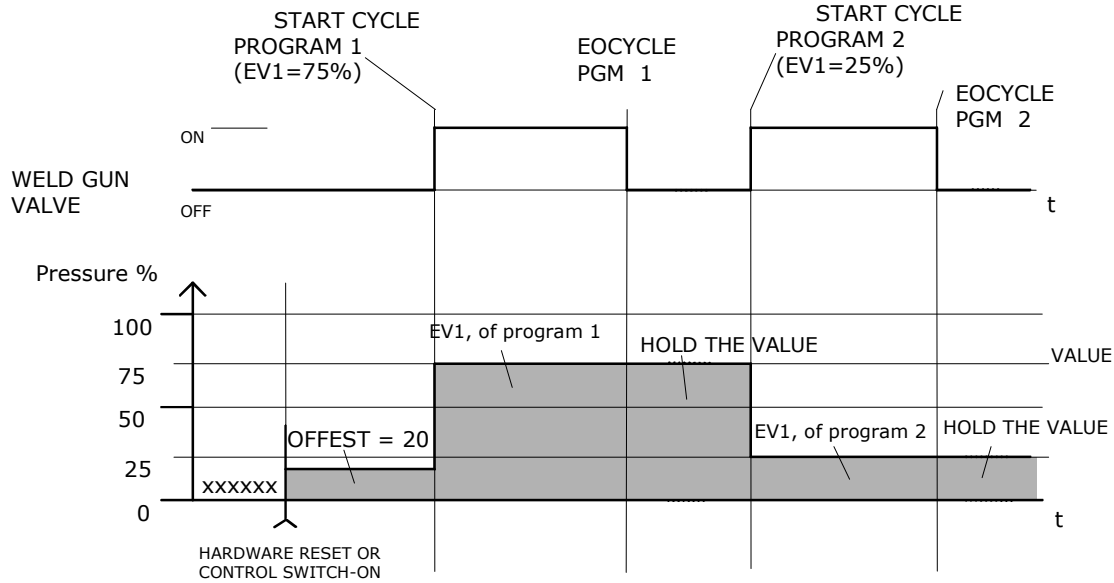 START CYCLE
PROGRAM 1
(EV1=75%)
EOCYCLE
PGM 1
START CYCLE
PROGRAM 2
(EV1=25%)
EOCYCLE
PGM 2
ON
WELD GUN
VALVE
OFF
t
Pressure %
100
EV1, of program 1
HOLD THE VALUE
VALUE
75
50
OFFEST = 20
EV1, of program 2
HOLD THE VALUE
25
xxxxxx
0
t
HARDWARE RESET OR
CONTROL SWITCH-ON